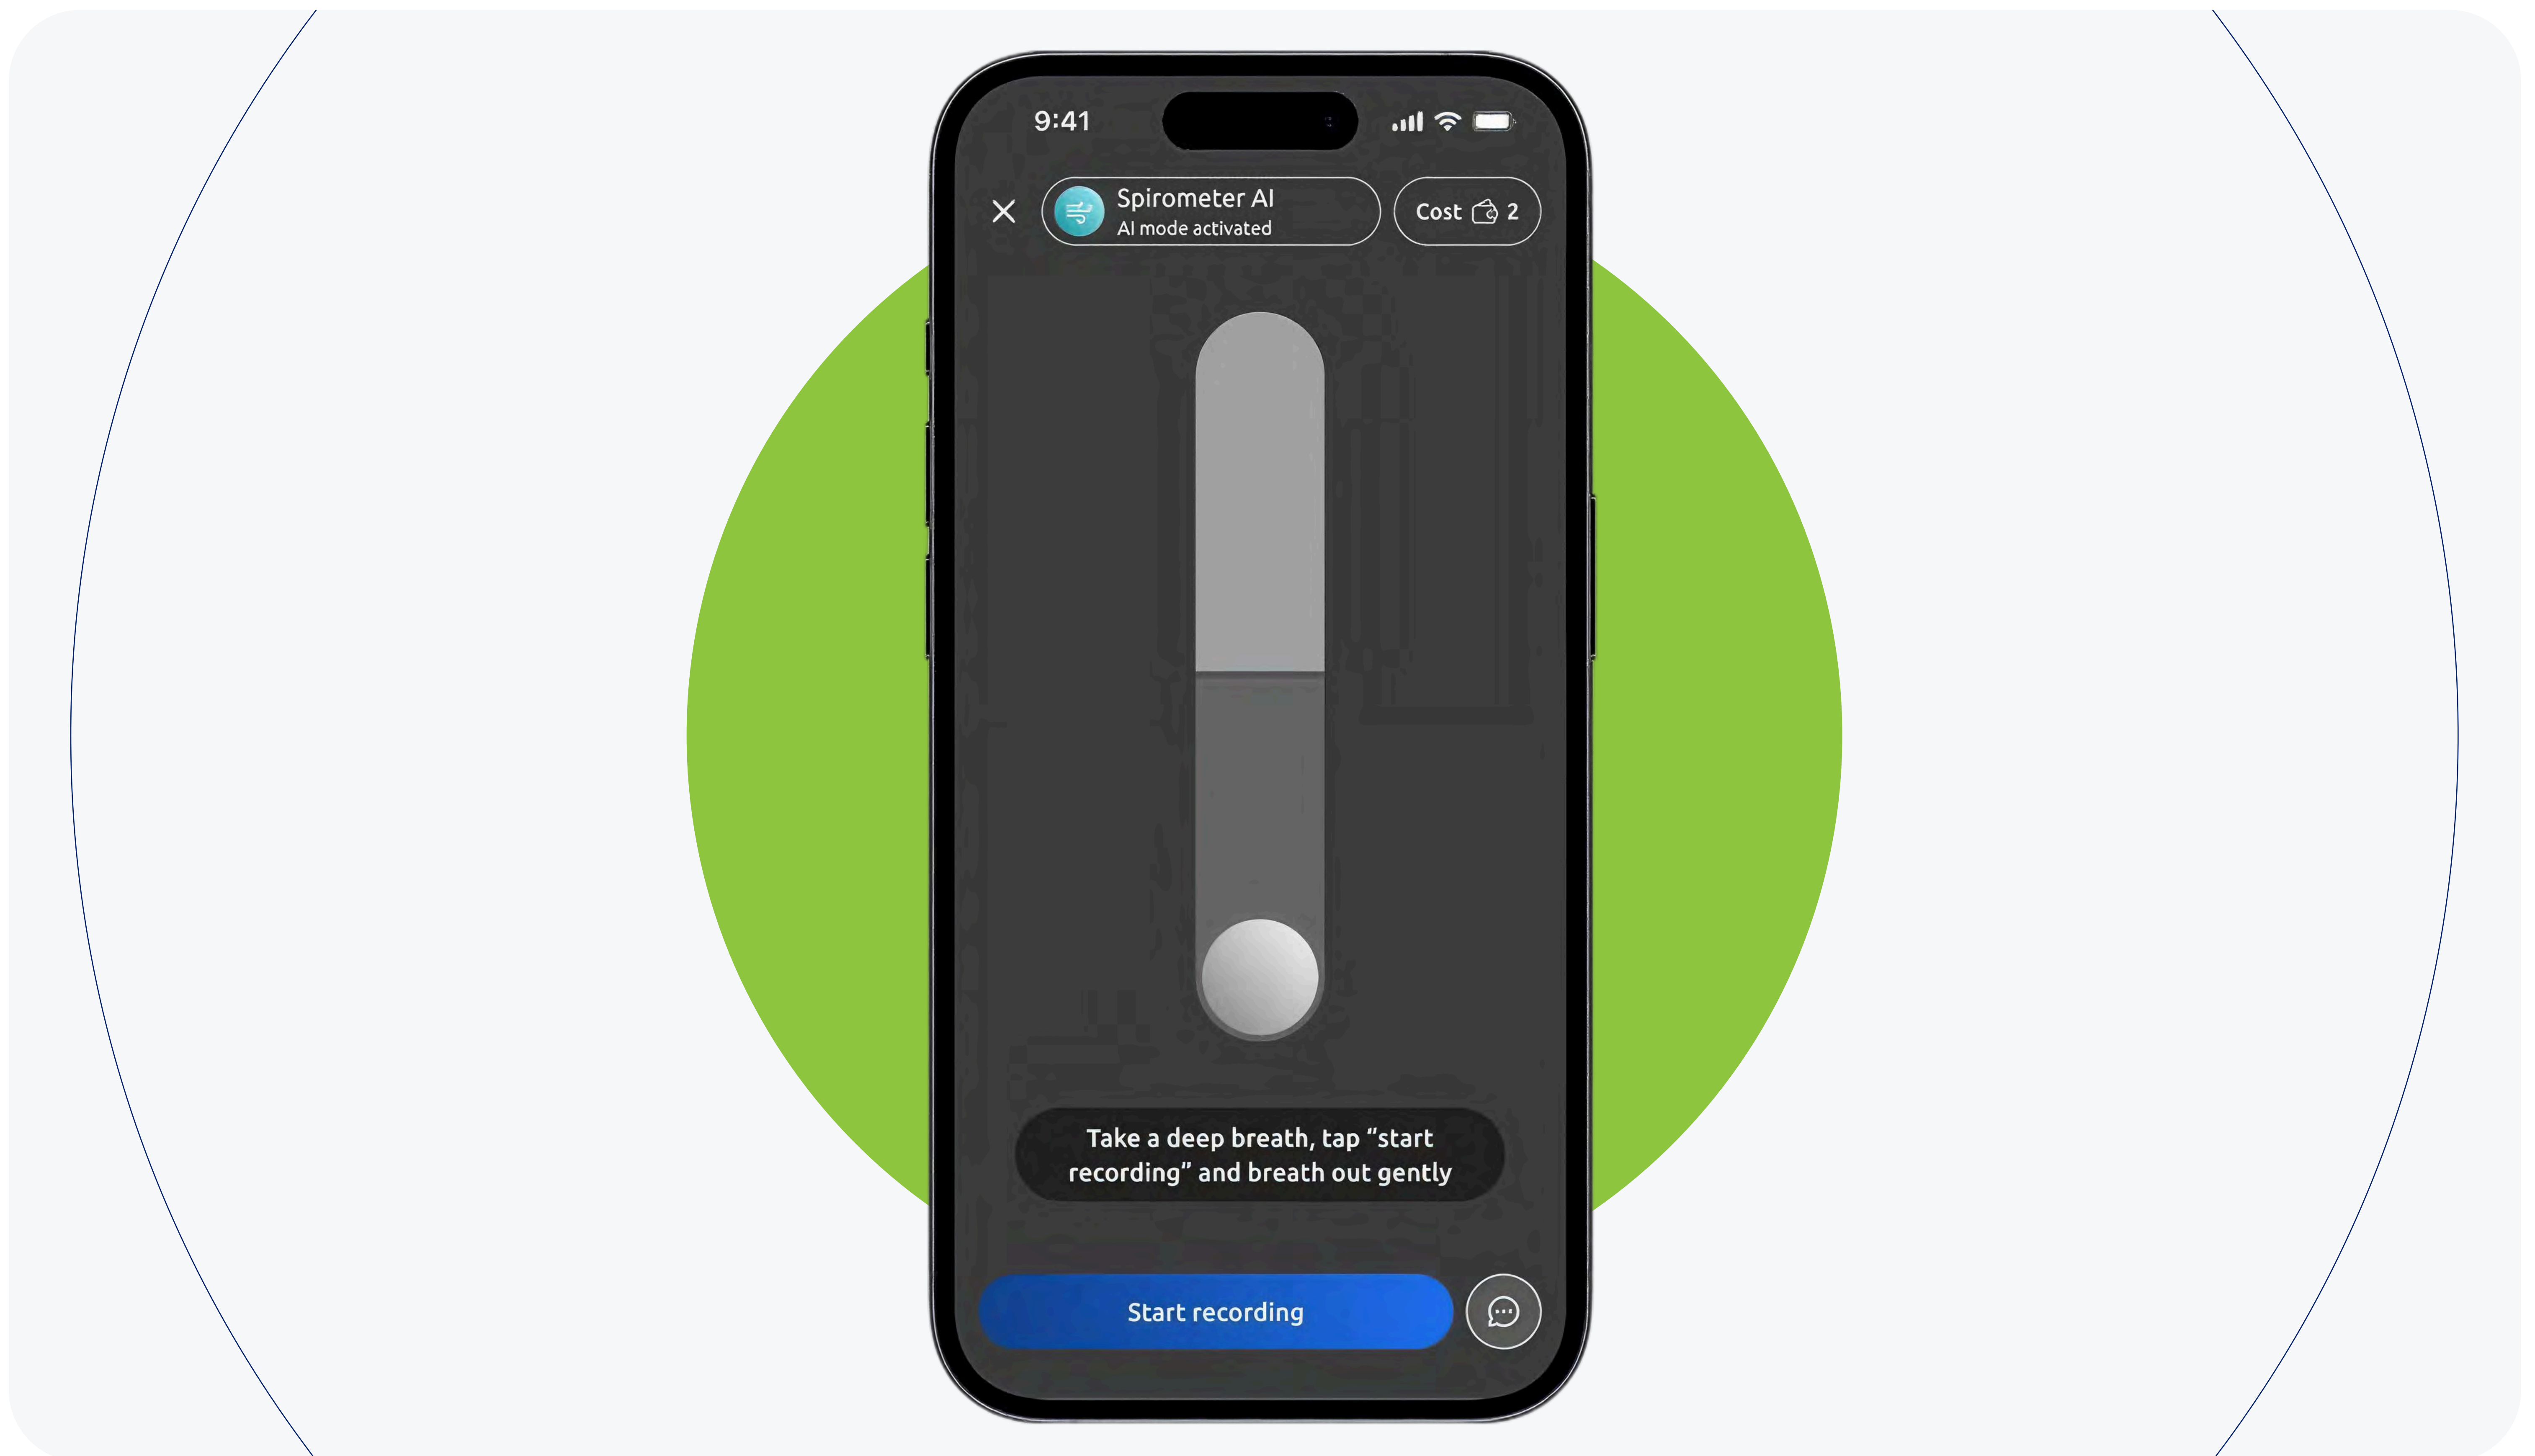 9:41
Spirometer AI
AI mode activated
Cost 2
Take a deep breath, tap “start
recording” and breath out gently
Start recording